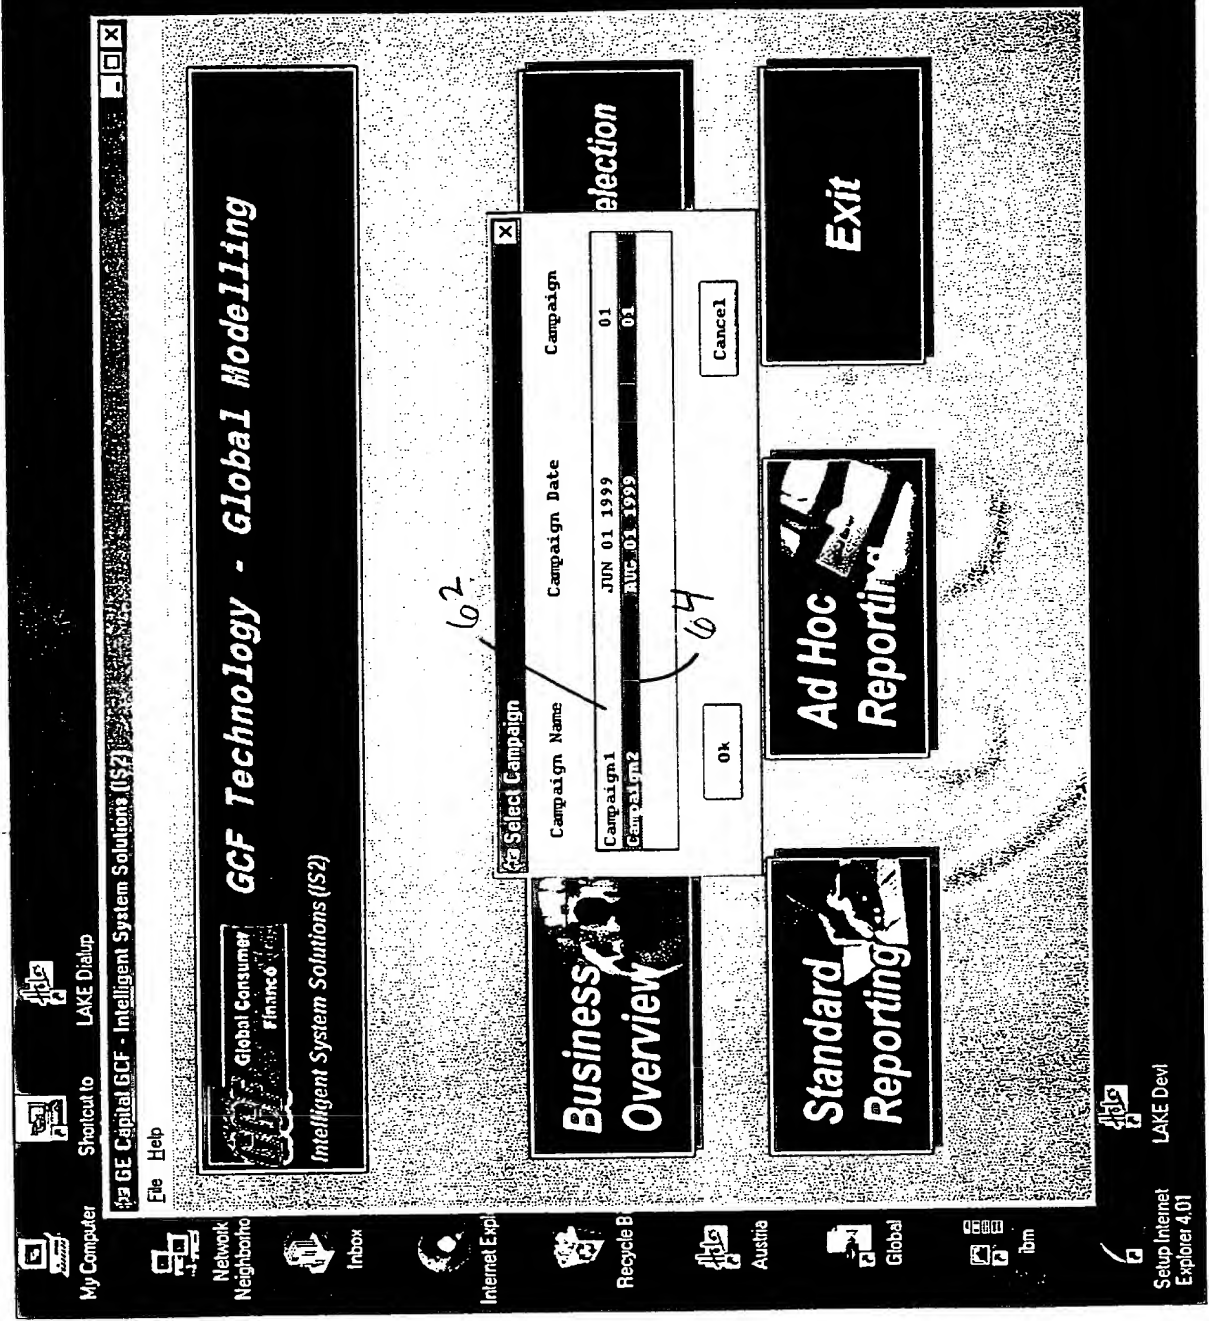 My Computer
Shortcut to
LAKE Dialup
GE Capital GCF - Intelligent System Solutions (IS2)
File Help
Network
Neighborho
Inbox
Internet Expl
Recycle B
Austria
Global
ibm
Setup Internet
Explorer 4.01
LAKE Devl
Global Consumer
Finance
GCF Technology - Global Modelling
Intelligent System Solutions (IS2)
62
Business
Overview
election
Select Campaign
Campaign Name Campaign Date Campaign
Campaign1 JUN 01 1999 01
Campaign2 AUG 01 1999 01
64
Ok
Cancel
Standard
Reporting
Ad Hoc
Reporting
Exit